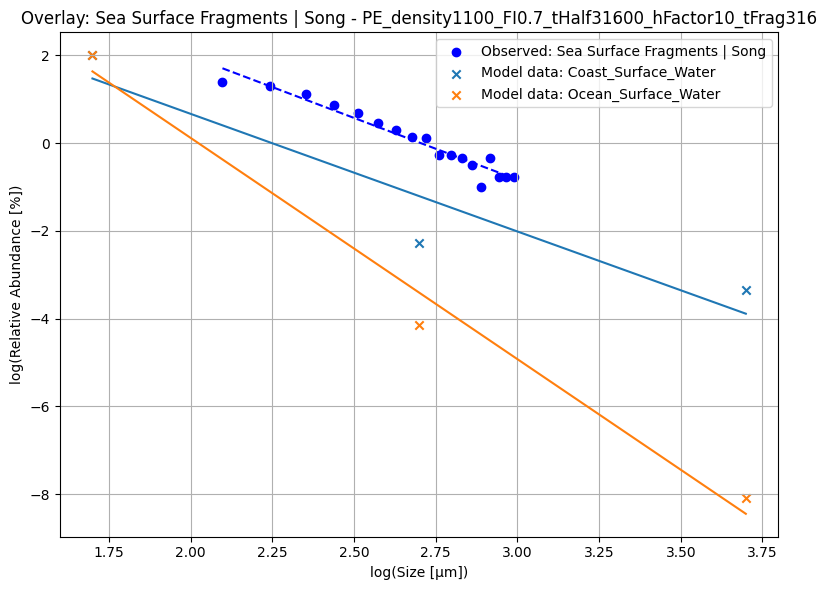 Overlay: Sea Surface Fragments | Song - PE_density1100_FI0.7_tHalf31600_hFactor10_tFrag316
Observed: Sea Surface Fragments | Song
Model data: Coast_Surface_Water
Model data: Ocean_Surface_Water
log(Relative Abundance [%])
2
0
−2
−4
−6
−8
1.75
2.00
2.25
2.50
2.75
3.00
3.25
3.50
3.75
log(Size [μm])